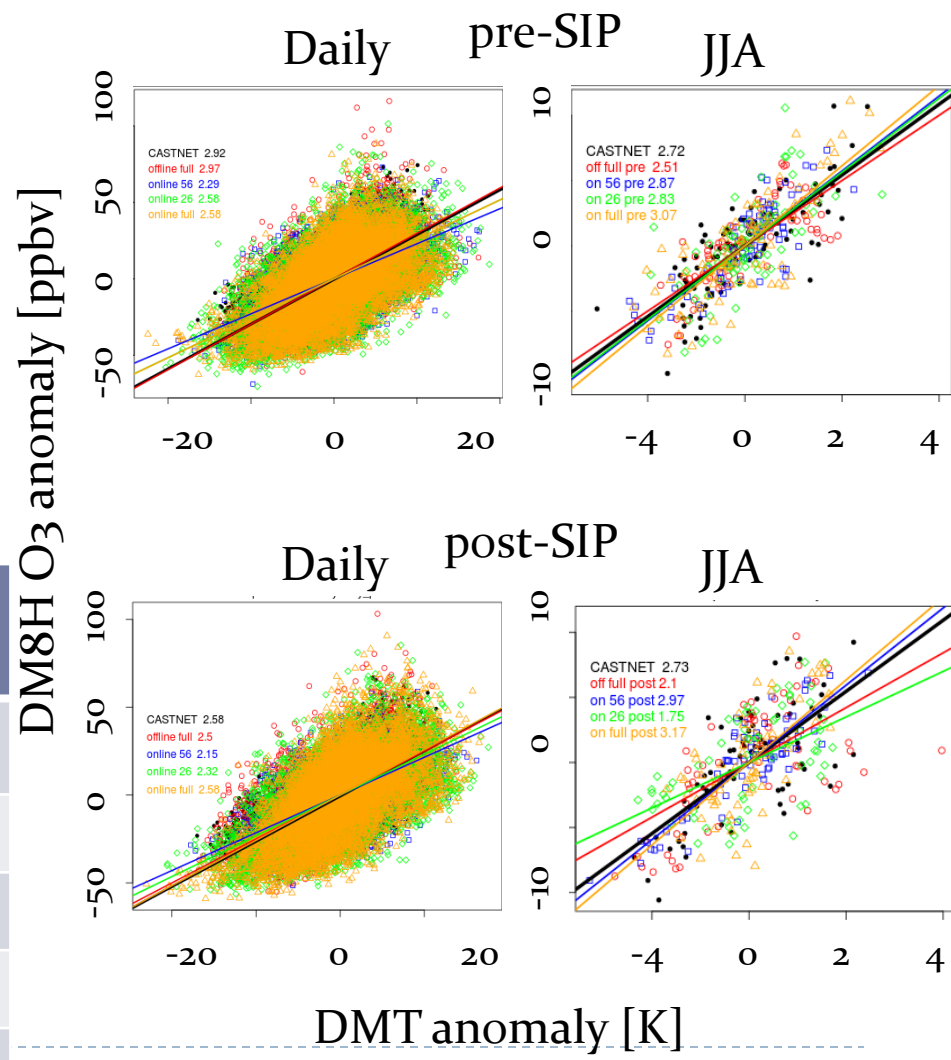 pre-SIP
Daily
JJA
DM8H O3 anomaly [ppbv]
100
50
0
-50
CASTNET 2.92
offline full 2.97
online 56 2.29
online 26 2.56
online full 2.58
-20 0 20
10
0
-10
CASTNET 2.72
off full pre 2.51
on 56 pre 2.87
on 26 pre 2.83
on full pre 3.07
-4 0 2 4
post-SIP
Daily
JJA
100
50
0
-50
CASTNET 2.58
offline full 2.5
online 56 2.15
online 26 2.32
online full 2.58
-20 0 20
10
0
-10
CASTNET 2.73
off full post 2.1
on 56 post 2.97
on 26 post 1.75
on full post 3.17
-4 0 2 4
DMT anomaly [K]